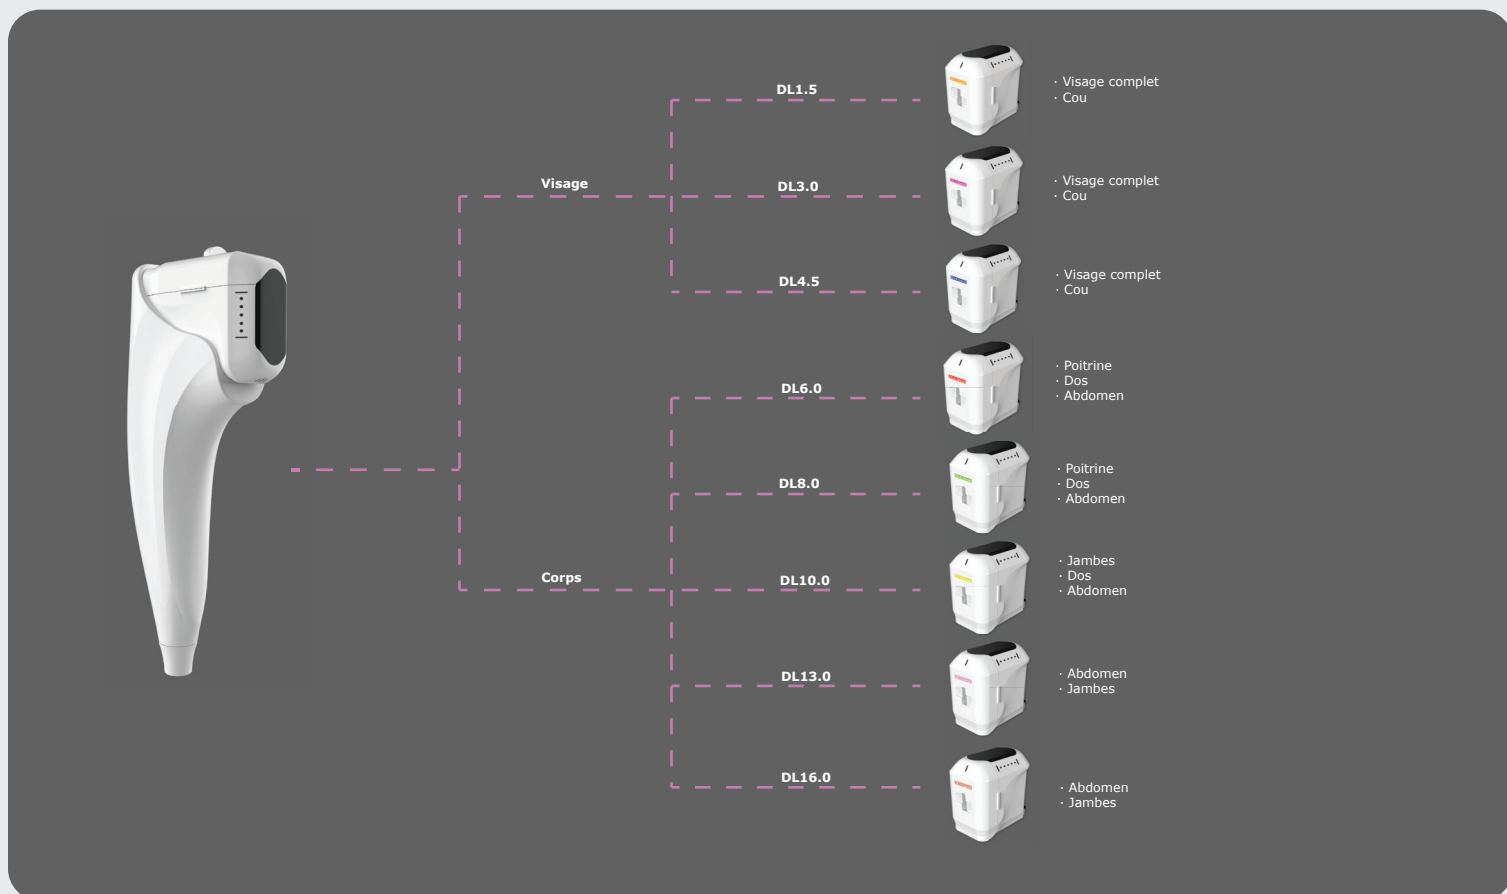 DL1.5
· Visage complet
· Cou
Visage
DL3.0
· Visage complet
· Cou
DL4.5
· Visage complet
· Cou
DL6.0
· Poitrine
· Dos
· Abdomen
DL8.0
· Poitrine
· Dos
· Abdomen
Corps
DL10.0
· Jambes
· Dos
· Abdomen
DL13.0
· Abdomen
· Jambes
DL16.0
· Abdomen
· Jambes